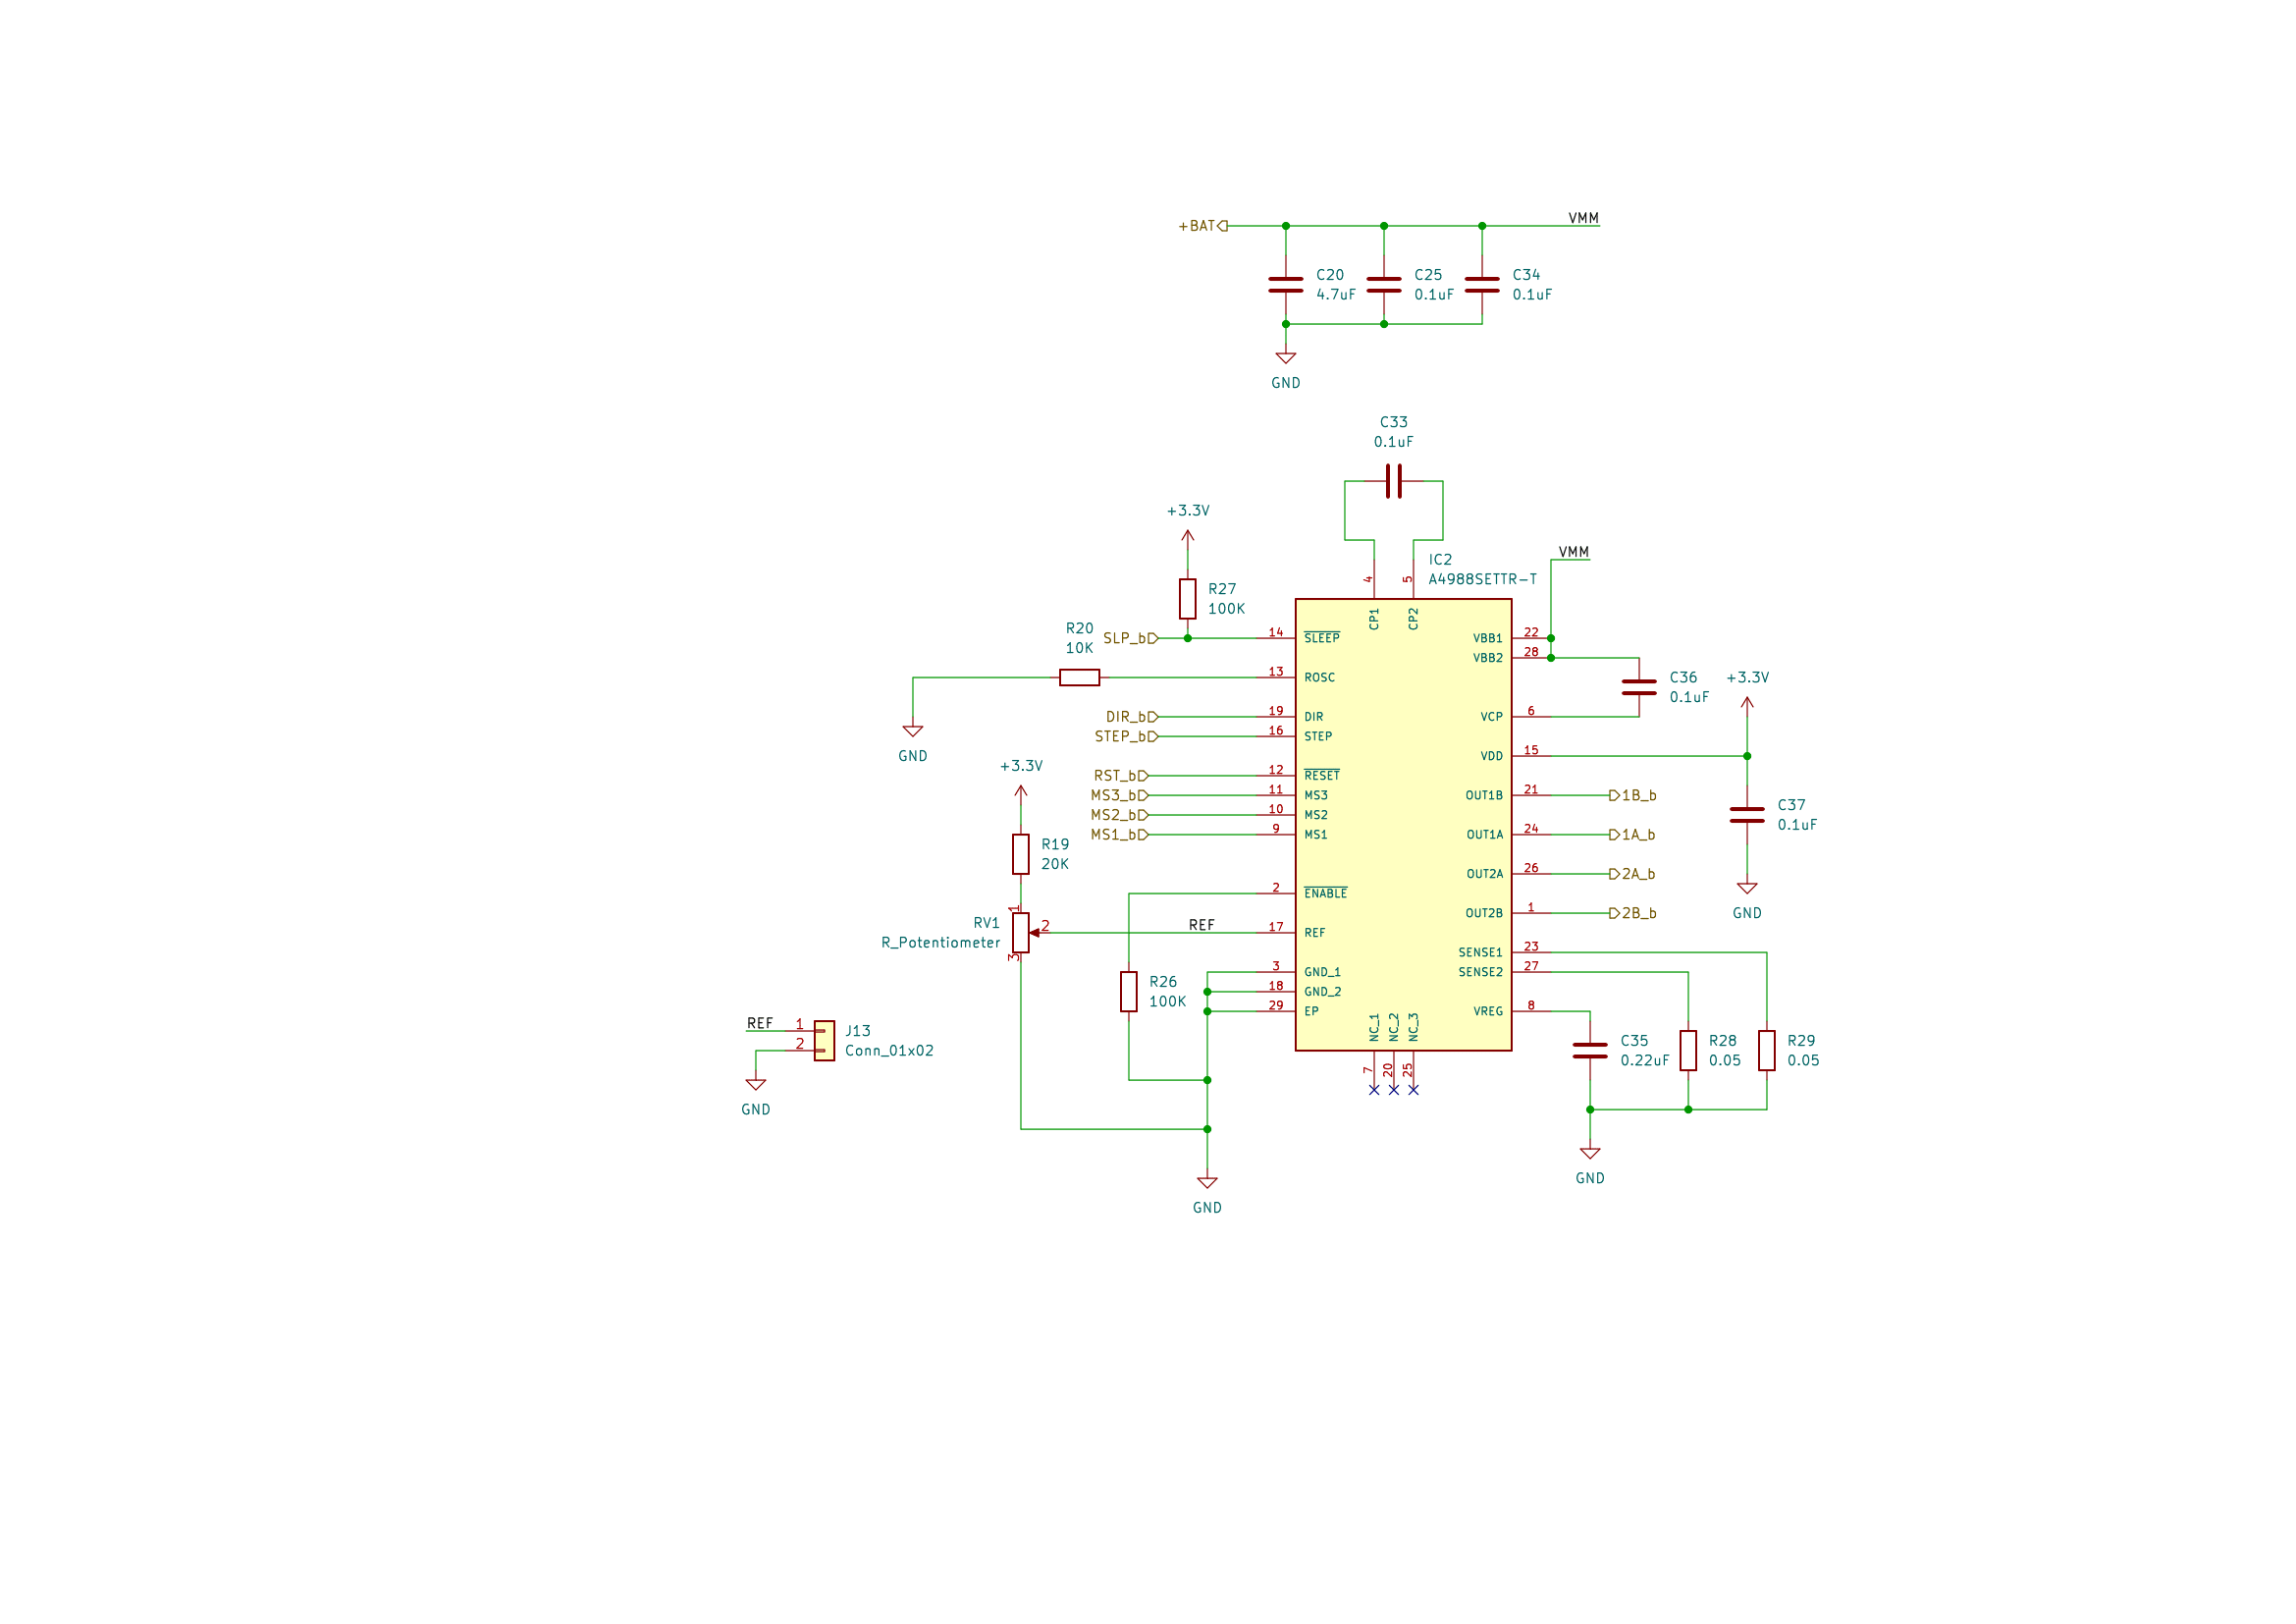 +BAT
VMM
C20
4.7uF
C25
0.1uF
C34
0.1uF
GND
C33
0.1uF
+3.3V
R27
100K
IC2
A4988SETTR-T
4
5
CP1
CP2
VMM
R20
10K
SLP_b
14
SLEEP
VBB1
22
VBB2
28
13
ROSC
C36
0.1uF
+3.3V
GND
DIR_b
19
DIR
VCP
6
STEP_b
16
STEP
VDD
15
+3.3V
RST_b
12
RESET
MS3_b
11
MS3
OUT1B
21
1B_b
MS2_b
10
MS2
C37
0.1uF
MS1_b
9
MS1
OUT1A
24
1A_b
R19
20K
OUT2A
26
2A_b
2
ENABLE
1
OUT2B
1
2B_b
GND
RV1
R_Potentiometer
2
3
REF
17
REF
SENSE1
23
3
GND_1
SENSE2
27
R26
100K
18
GND_2
29
EP
VREG
8
REF
1
2
J13
Conn_01x02
GND
NC_1
NC_2
NC_3
7
20
25
C35
0.22uF
R28
0.05
R29
0.05
GND
GND